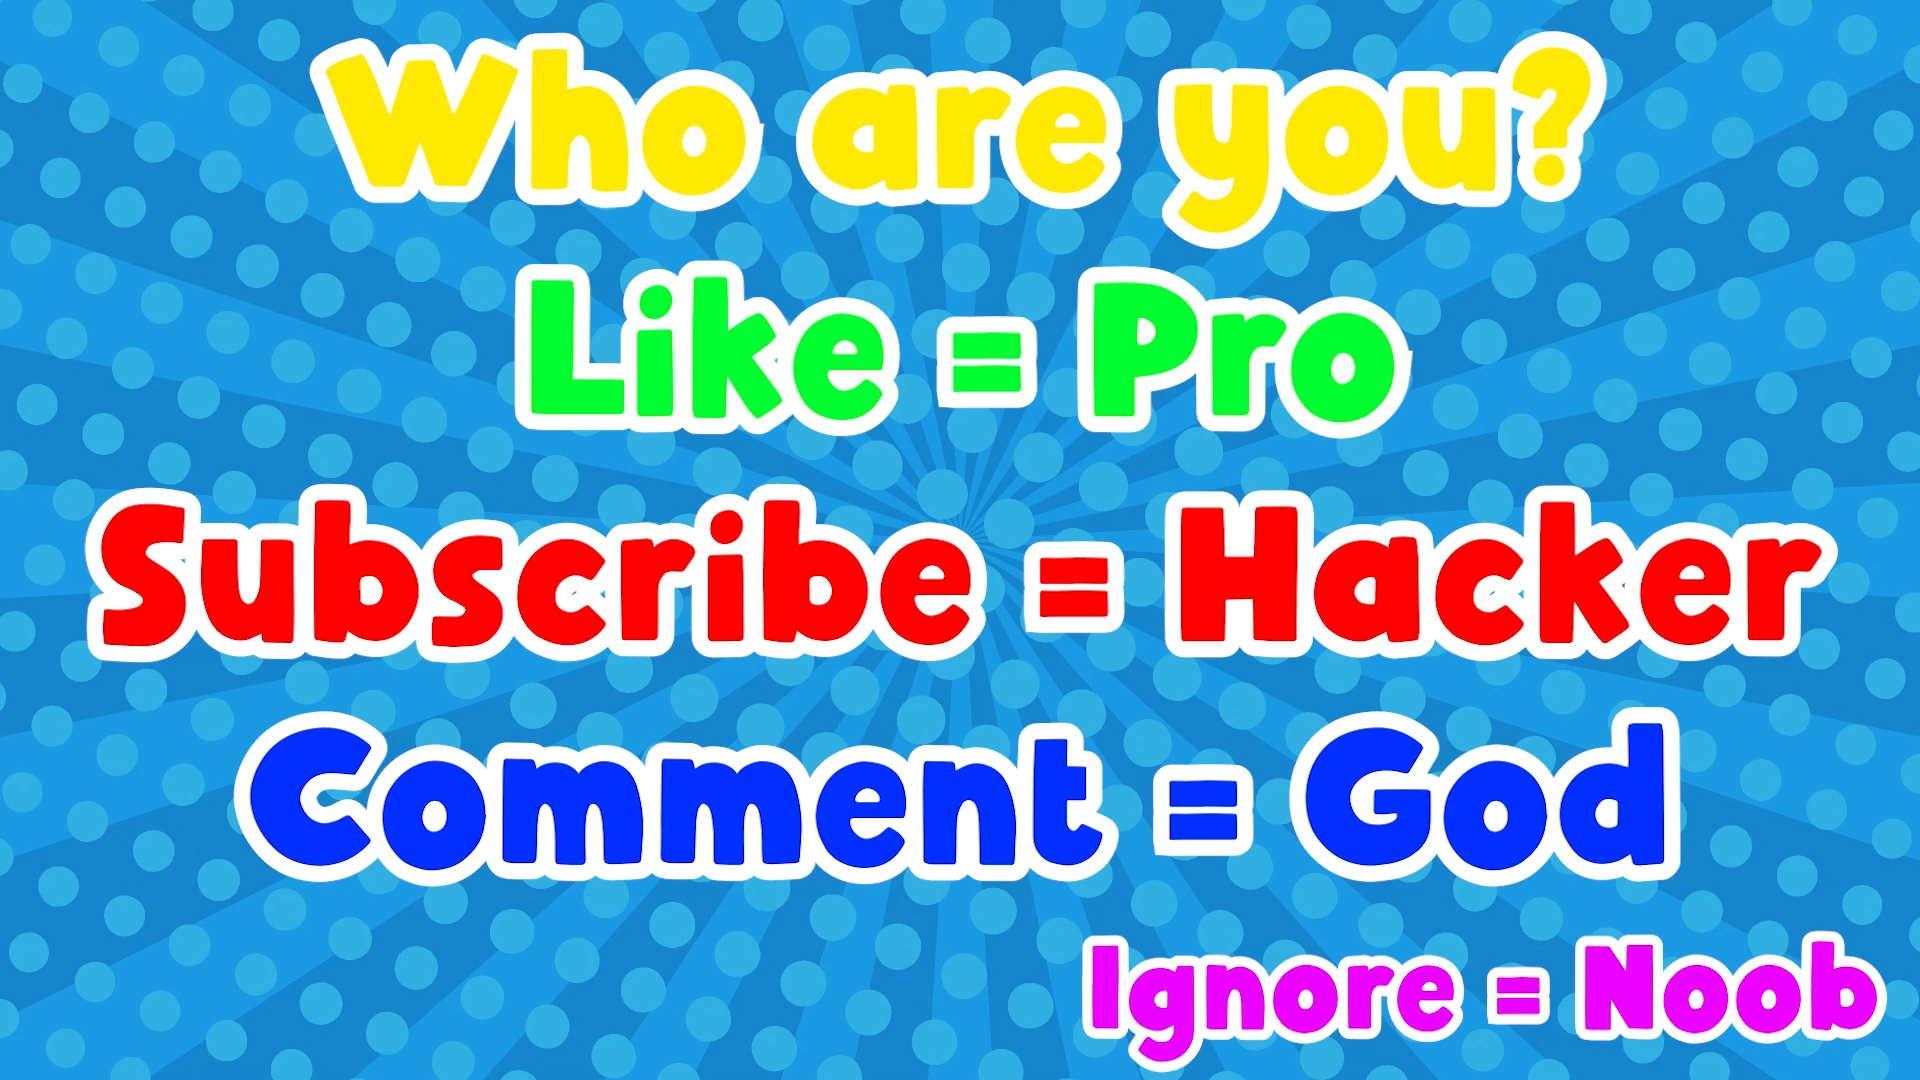 Who are you?
Like = Pro
Subscribe = Hacker
Comment = God
Ignore = Noob